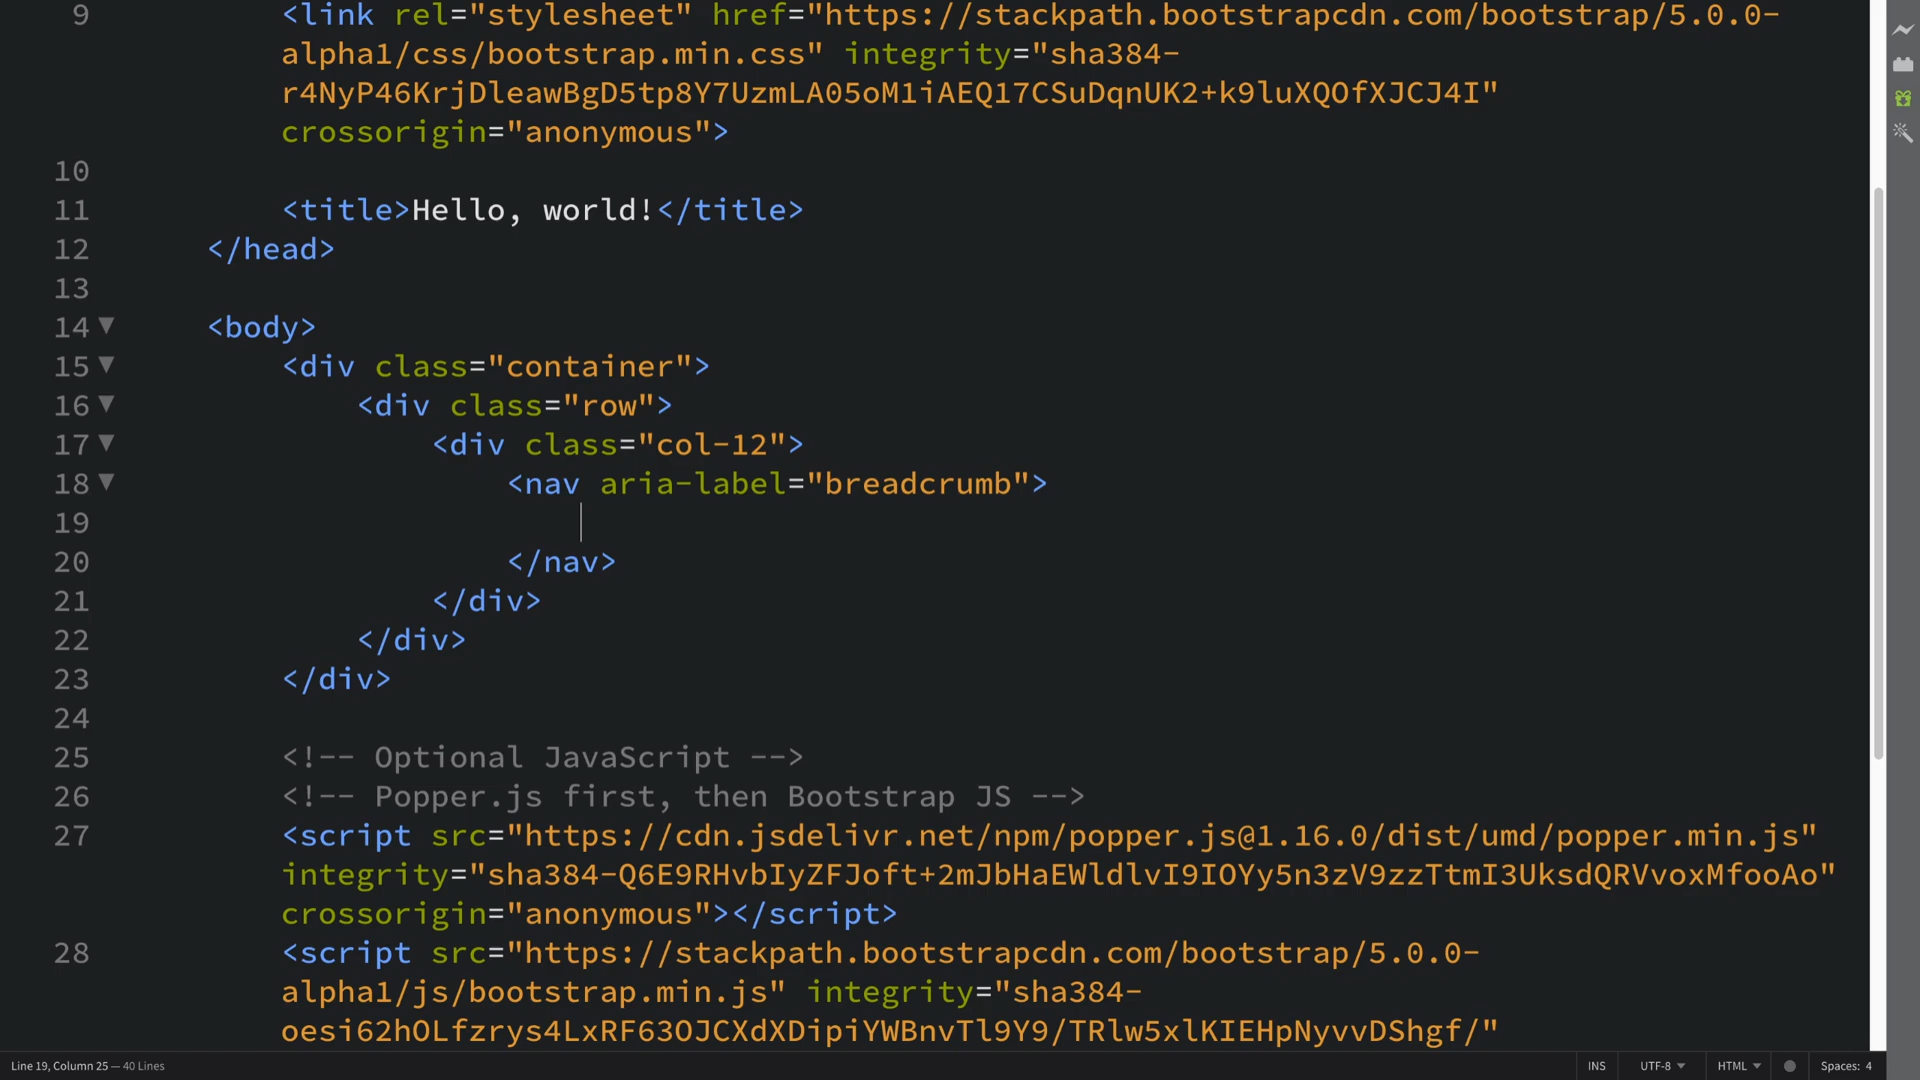 9 <link rel="stylesheet" href="https://stackpath.bootstrapcdn.com/bootstrap/5.0.0-
alpha1/css/bootstrap.min.css" integrity="sha384-
r4NyP46KrjDleawBgD5tp8Y7UzmLA05oM1iAEQ17CSuDqnUK2+k9luXQOfXJCJ4I"
crossorigin="anonymous">
10
11 <title>Hello, world!</title>
12 </head>
13
14 <body>
15 <div class="container">
16 <div class="row">
17 <div class="col-12">
18 <nav aria-label="breadcrumb">
19
20 </nav>
21 </div>
22 </div>
23 </div>
24
25 <!-- Optional JavaScript -->
26 <!-- Popper.js first, then Bootstrap JS -->
27 <script src="https://cdn.jsdelivr.net/npm/popper.js@1.16.0/dist/umd/popper.min.js"
integrity="sha384-Q6E9RHvbIyZFJoft+2mJbHaEWldlvI9IOYy5n3zV9zzTtmI3UksdQRVvoxMfooAo"
crossorigin="anonymous"></script>
28 <script src="https://stackpath.bootstrapcdn.com/bootstrap/5.0.0-
alpha1/js/bootstrap.min.js" integrity="sha384-
oesi62hOLfzrys4LxRF63OJCXdXDipiYWBnvTl9Y9/TRlw5xlKIEHpNyvvDShgf/"
Line 19, Column 25 — 40 Lines INS UTF-8 HTML Spaces: 4